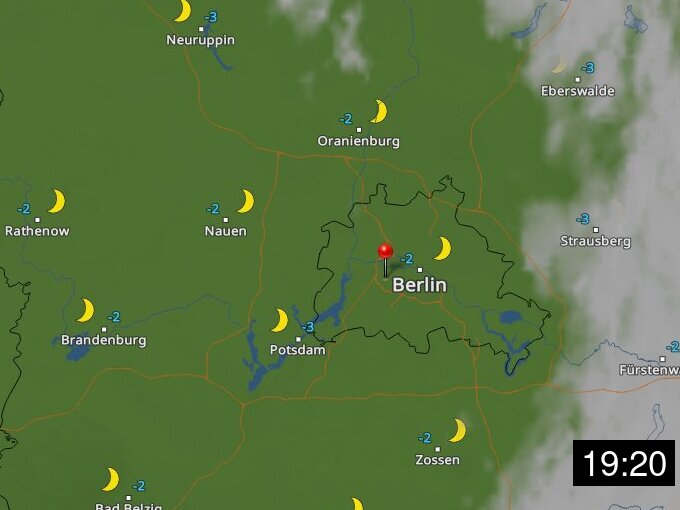 -3
Neuruppin
-3
Eberswalde
-2
Oranienburg
-2
Rathenow
-2
Nauen
-3
Strausberg
-2
Berlin
-2
Brandenburg
-3
Potsdam
-2
Fürstenwa
-2
Zossen
19:20
-2
Bad Belzig